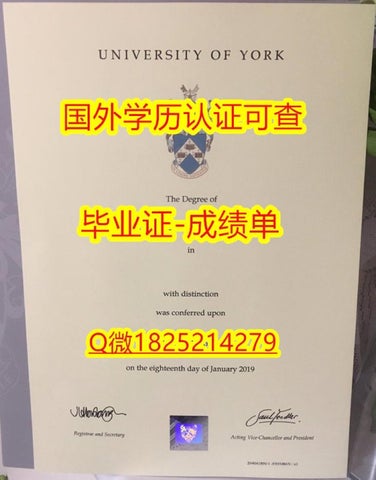 UNIVERSITY OF YORK
国外学历认证可查
The Degree of
毕业证-成绩单
in
with distinction
was conferred upon
Q微1825214279
on the eighteenth day of January 2019
Registrar and Secretary
Acting Vice-Chancellor and President